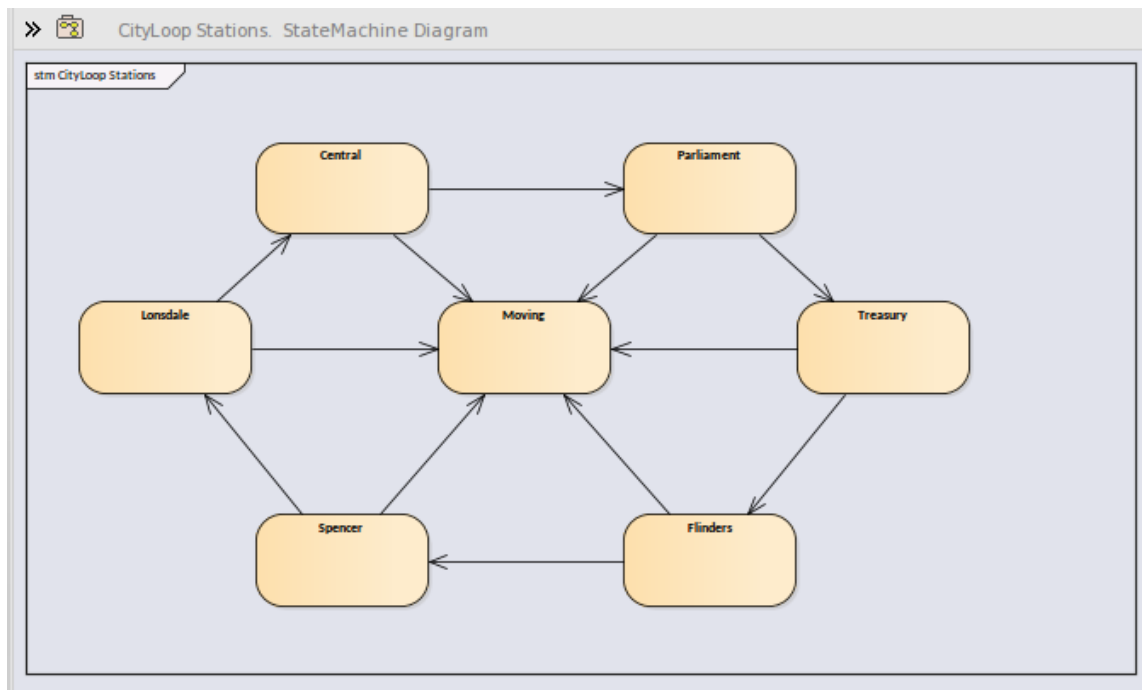 CityLoop Stations. StateMachine Diagram
stm CityLoop Stations
Central
Parliament
Lonsdale
Moving
Treasury
Spencer
Flinders